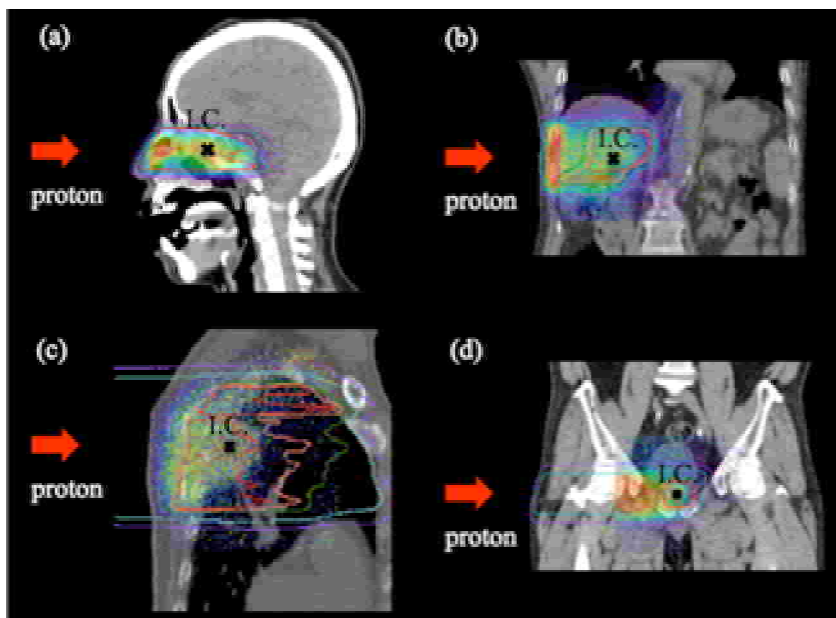 (a)
I.C.
proton
(b)
I.C.
proton
(c)
I.C.
proton
(d)
I.C.
proton